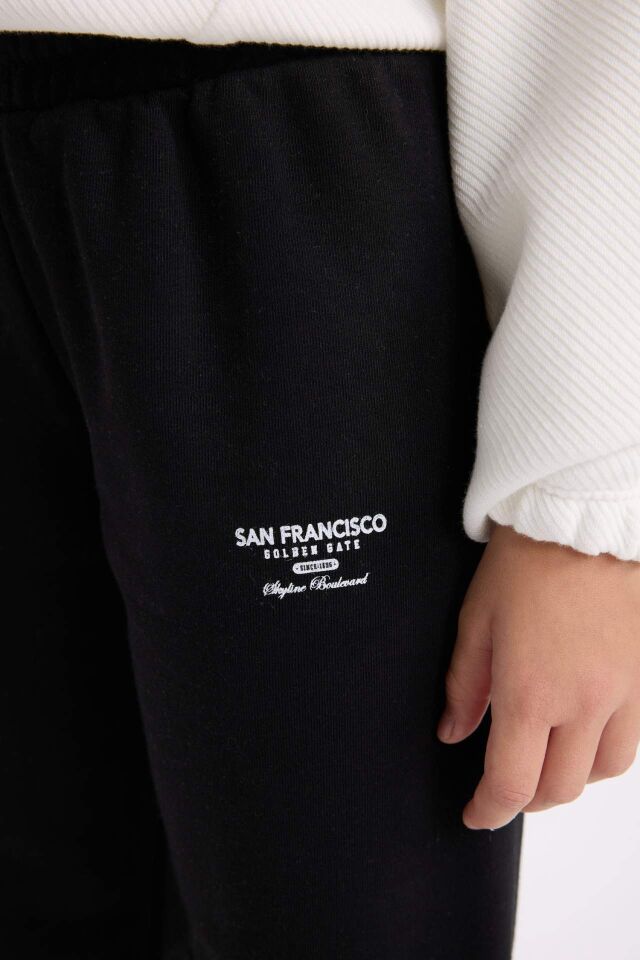 SAN FRANCISCO
GOLDEN GATE
Skyline Boulevard